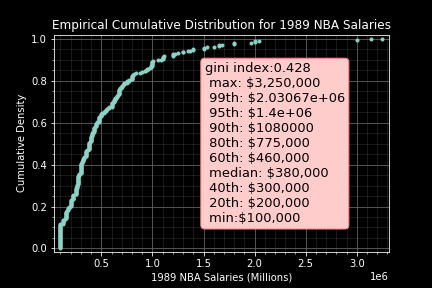 Empirical Cumulative Distribution for 1989 NBA Salaries
1.0
0.8
0.6
0.4
0.2
0.0
Cumulative Density
gini index:0.428
max: $3,250,000
99th: $2.03067e+06
95th: $1.4e+06
90th: $1080000
80th: $775,000
60th: $460,000
median: $380,000
40th: $300,000
20th: $200,000
min:$100,000
0.5 1.0 1.5 2.0 2.5 3.0
1e6
1989 NBA Salaries (Millions)